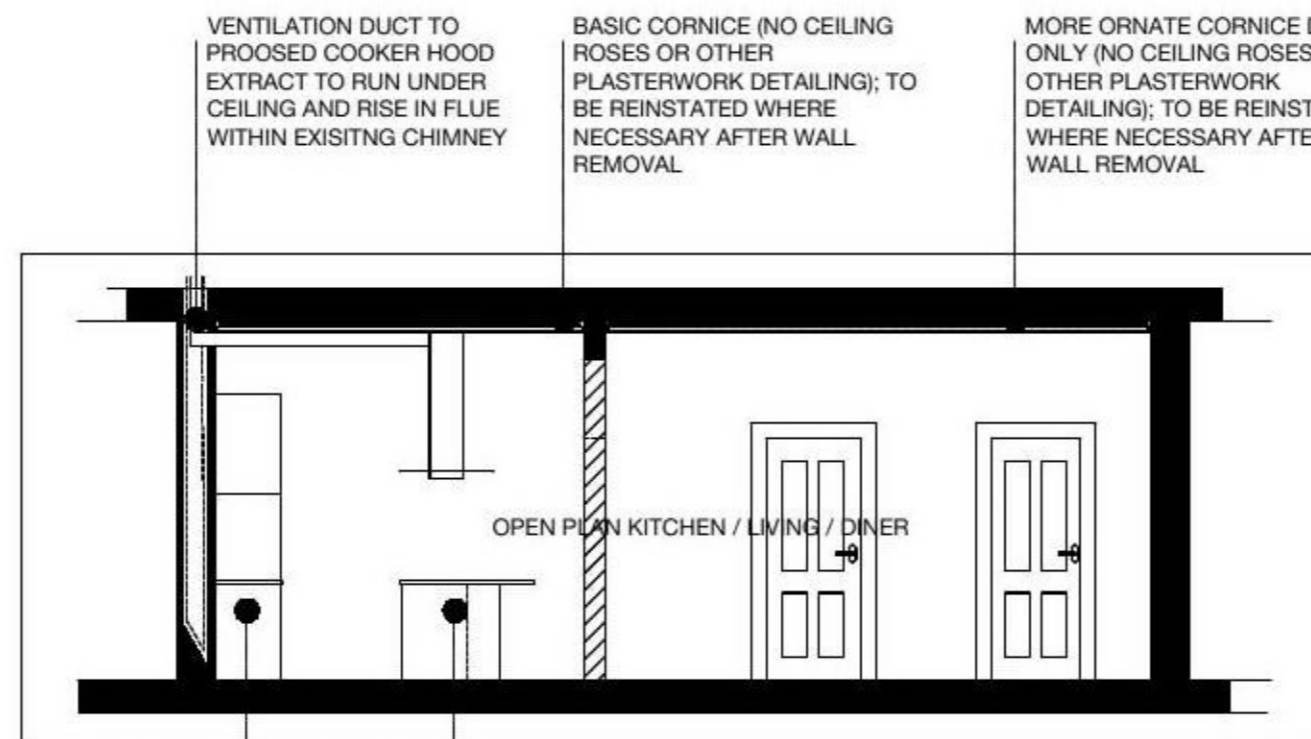 VENTILATION DUCT TO
PROOSED COOKER HOOD
EXTRACT TO RUN UNDER
CEILING AND RISE IN FLUE
WITHIN EXISITNG CHIMNEY
BASIC CORNICE (NO CEILING
ROSES OR OTHER
PLASTERWORK DETAILING); TO
BE REINSTATED WHERE
NECESSARY AFTER WALL
REMOVAL
MORE ORNATE CORNICE
ONLY (NO CEILING ROSES
OTHER PLASTERWORK
DETAILING); TO BE
WHERE NECESSARY
WALL REMOVAL
OPEN PLAN KITCHEN / LIVING / DINER